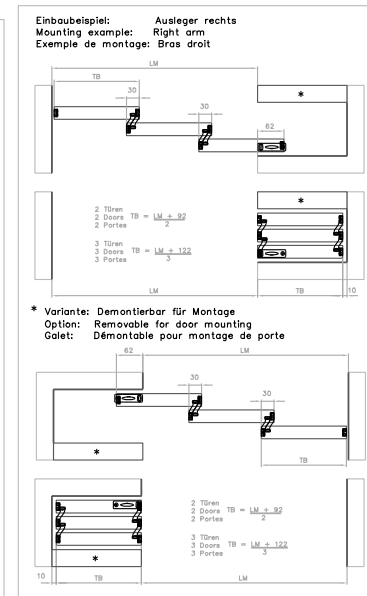 Einbaubeispiel: Ausleger rechts
Mounting example: Right arm
Exemple de montage: Bras droit
LM
TB
30
30
*
62
*
2 Türen
2 Doors TB = LM + 92
2 Portes 2
3 Türen
3 Doors TB = LM + 122
3 Portes 3
LM
TB
10
* Variante: Demontierbar für Montage
Option: Removable for door mounting
Galet: Démontable pour montage de porte
62
LM
30
30
*
TB
2 Türen
2 Doors TB = LM + 92
2 Portes 2
3 Türen
3 Doors TB = LM + 122
3 Portes 3
*
10
TB
LM